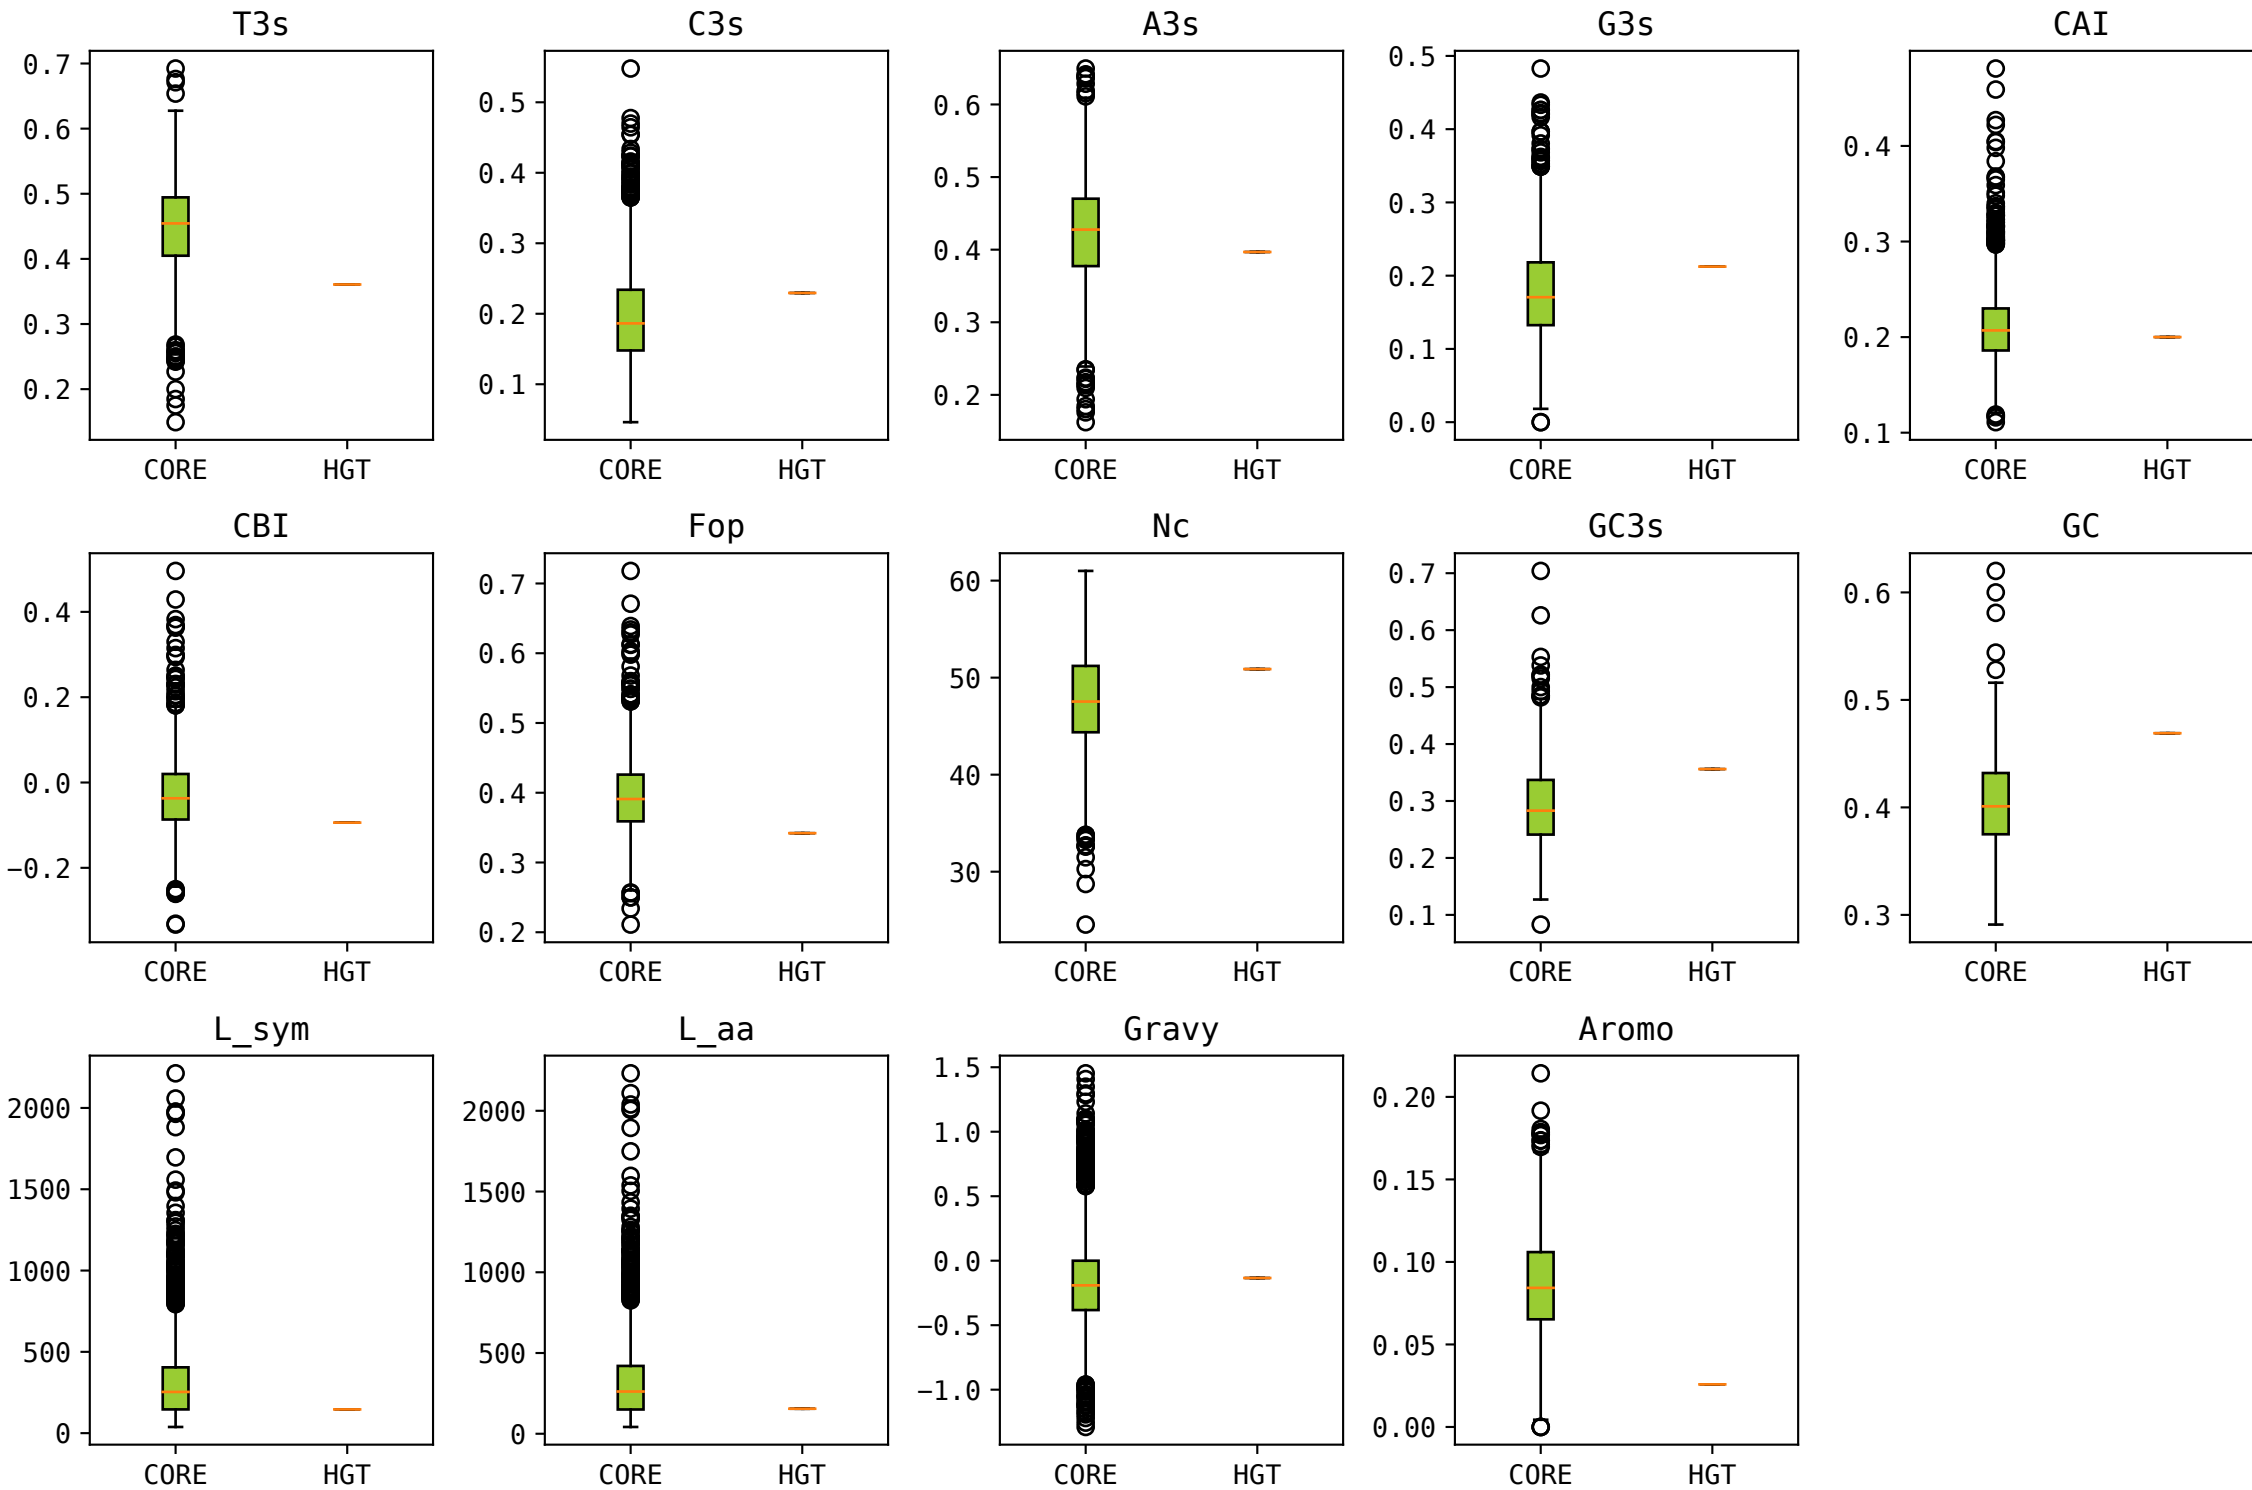 T3s C3s A3s G3s CAI
0.7 0.6 0.5 0.4 0.3 0.2
0.5 0.4 0.3 0.2 0.1
0.6 0.5 0.4 0.3 0.2
0.5 0.4 0.3 0.2 0.1 0.0
0.4 0.3 0.2 0.1
CORE HGT CORE HGT CORE HGT CORE HGT CORE HGT
CBI Fop Nc GC3s GC
0.4 0.2 0.0 −0.2
0.7 0.6 0.5 0.4 0.3 0.2
60 50 40 30
0.7 0.6 0.5 0.4 0.3 0.2 0.1
0.6 0.5 0.4 0.3
CORE HGT CORE HGT CORE HGT CORE HGT CORE HGT
L_sym L_aa Gravy Aromo
2000 1500 1000 500 0
2000 1500 1000 500 0
1.5 1.0 0.5 0.0 −0.5 −1.0
0.20 0.15 0.10 0.05 0.00
CORE HGT CORE HGT CORE HGT CORE HGT